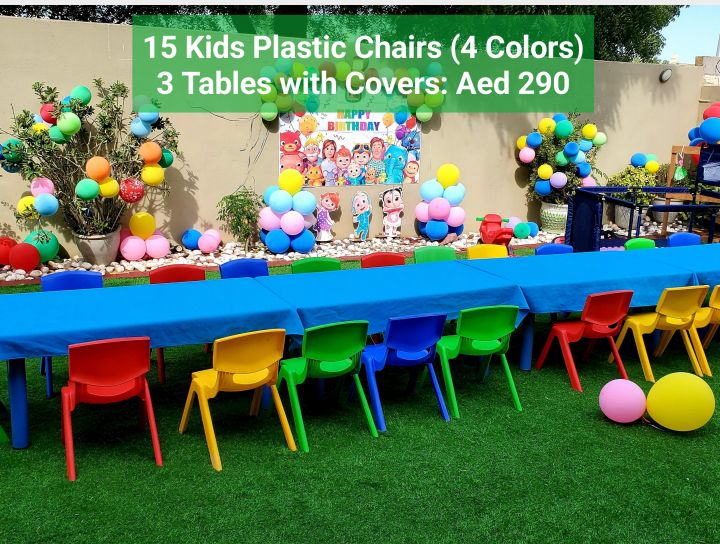 15 Kids Plastic Chairs (4 Colors)
3 Tables with Covers: Aed 290
HAPPY
BIRTHDAY